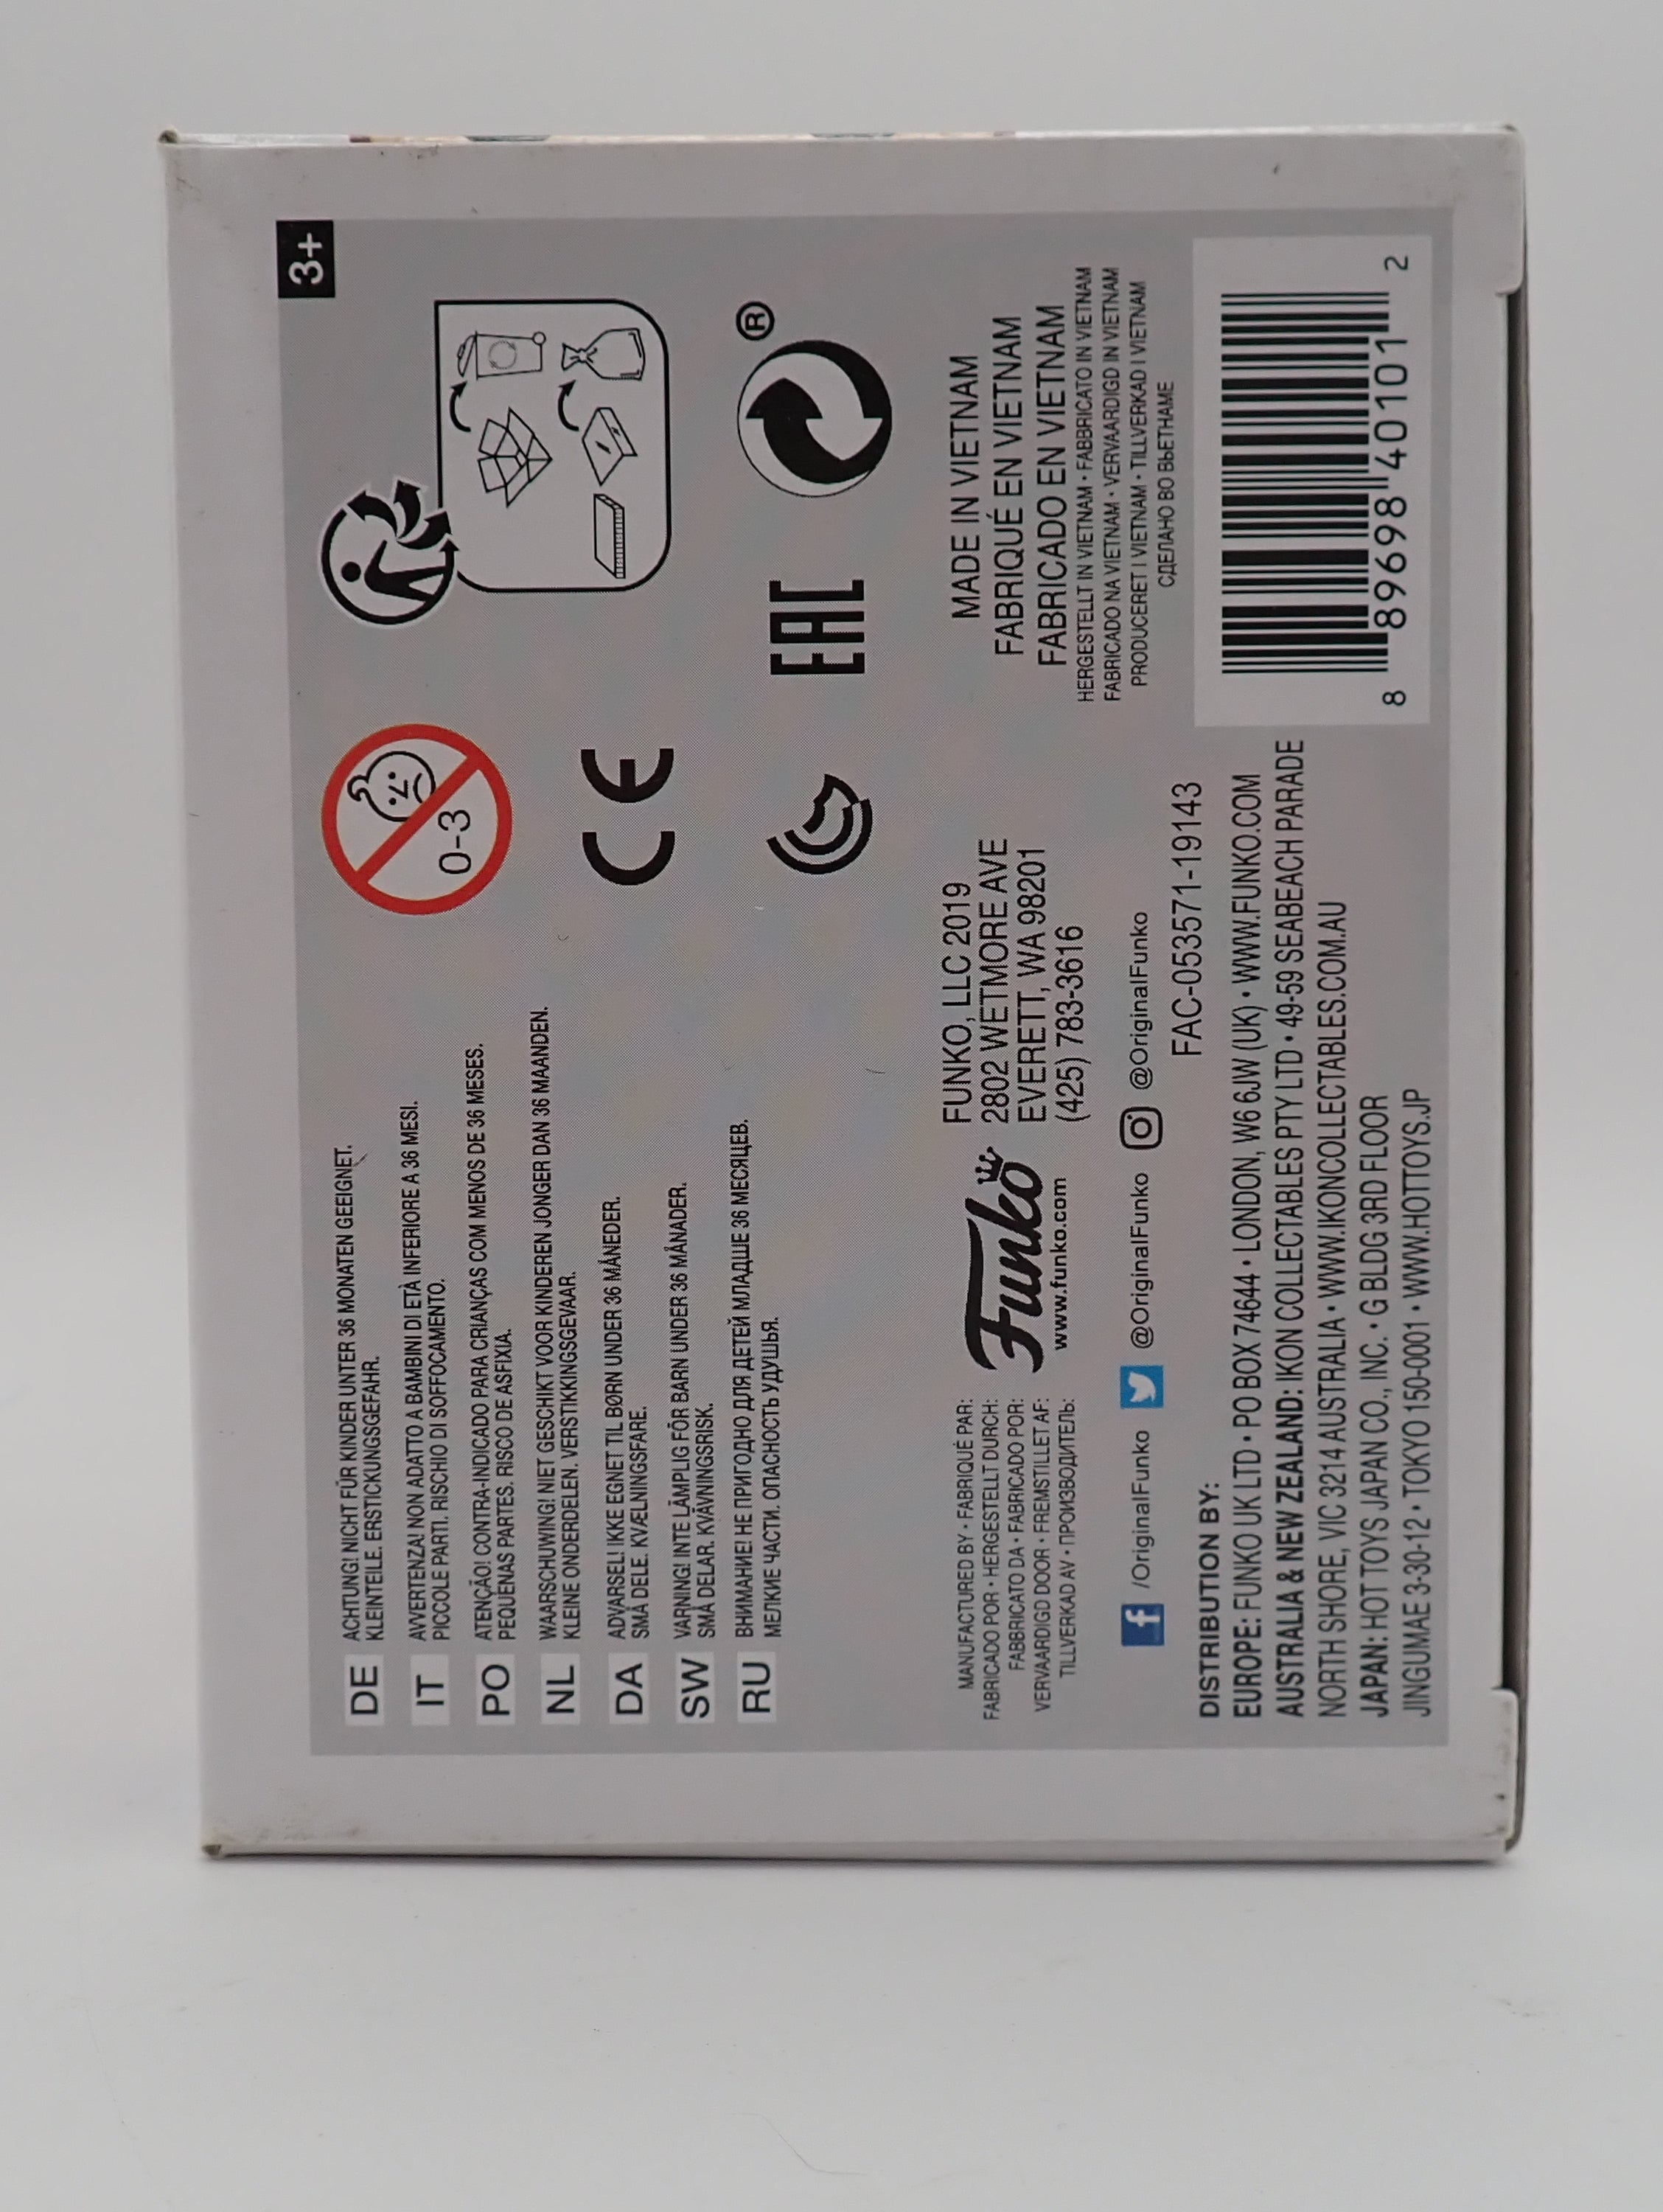 3+
DE
ACHTUNG! NICHT FÜR KINDER UNTER 36 MONATEN GEEIGNET.
KLEINTEILE. ERSTICKUNGSGEFAHR.
IT
AVVERTENZA! NON ADATTO A BAMBINI DI ETÀ INFERIORE A 36 MESI.
PICCOLE PARTI. RISCHIO DI SOFFOCAMENTO.
PO
ATENÇÃO! CONTRA-INDICADO PARA CRIANÇAS COM MENOS DE 36 MESES.
PEQUENAS PARTES. RISCO DE ASFIXIA.
NL
WAARSCHUWING! NIET GESCHIKT VOOR KINDEREN JONGER DAN 36 MAANDEN.
KLEINE ONDERDELEN. VERSTIKKINGSGEVAAR.
DA
ADVARSEL! IKKE EGNET TIL BØRN UNDER 36 MÅNEDER.
SMÅ DELE. KVÆLNINGSFARE.
SW
VARNING! INTE LÄMPLIG FÖR BARN UNDER 36 MÅNADER.
SMÅ DELAR. KVÄVNINGSRISK.
RU
ВНИМАНИЕ! НЕ ПРИГОДНО ДЛЯ ДЕТЕЙ МЛАДШЕ 36 МЕСЯЦЕВ.
МЕЛКИЕ ЧАСТИ. ОПАСНОСТЬ УДУШЬЯ.
0-3
CE
EAC
®
MANUFACTURED BY • FABRIQUÉ PAR:
FABRICADO POR • HERGESTELLT DURCH:
FABBRICATO DA • FABRICADO POR:
VERVAARDIGD DOOR • FREMSTILLET AF:
TILLVERKAD AV • ПРОИЗВОДИТЕЛЬ:
Funko
www.funko.com
FUNKO, LLC 2019
2802 WETMORE AVE
EVERETT, WA 98201
(425) 783-3616
MADE IN VIETNAM
FABRIQUÉ EN VIETNAM
FABRICADO EN VIETNAM
HERGESTELLT IN VIETNAM • FABBRICATO IN VIETNAM
FABRICADO NA VIETNAM • VERVAARDIGD IN VIETNAM
PRODUCERET I VIETNAM • TILLVERKAD I VIETNAM
СДЕЛАНО ВО ВЬЕТНАМЕ
f /OriginalFunko @OriginalFunko @OriginalFunko
FAC-053571-19143
DISTRIBUTION BY:
EUROPE: FUNKO UK LTD • PO BOX 74644 • LONDON, W6 6JW (UK) • WWW.FUNKO.COM
AUSTRALIA & NEW ZEALAND: IKON COLLECTABLES PTY LTD • 49-59 SEABEACH PARADE
NORTH SHORE, VIC 3214 AUSTRALIA • WWW.IKONCOLLECTABLES.COM.AU
JAPAN: HOT TOYS JAPAN CO., INC. • G BLDG 3RD FLOOR
JINGUMAE 3-30-12 • TOKYO 150-0001 • WWW.HOTTOYS.JP
8 89698 40101 2